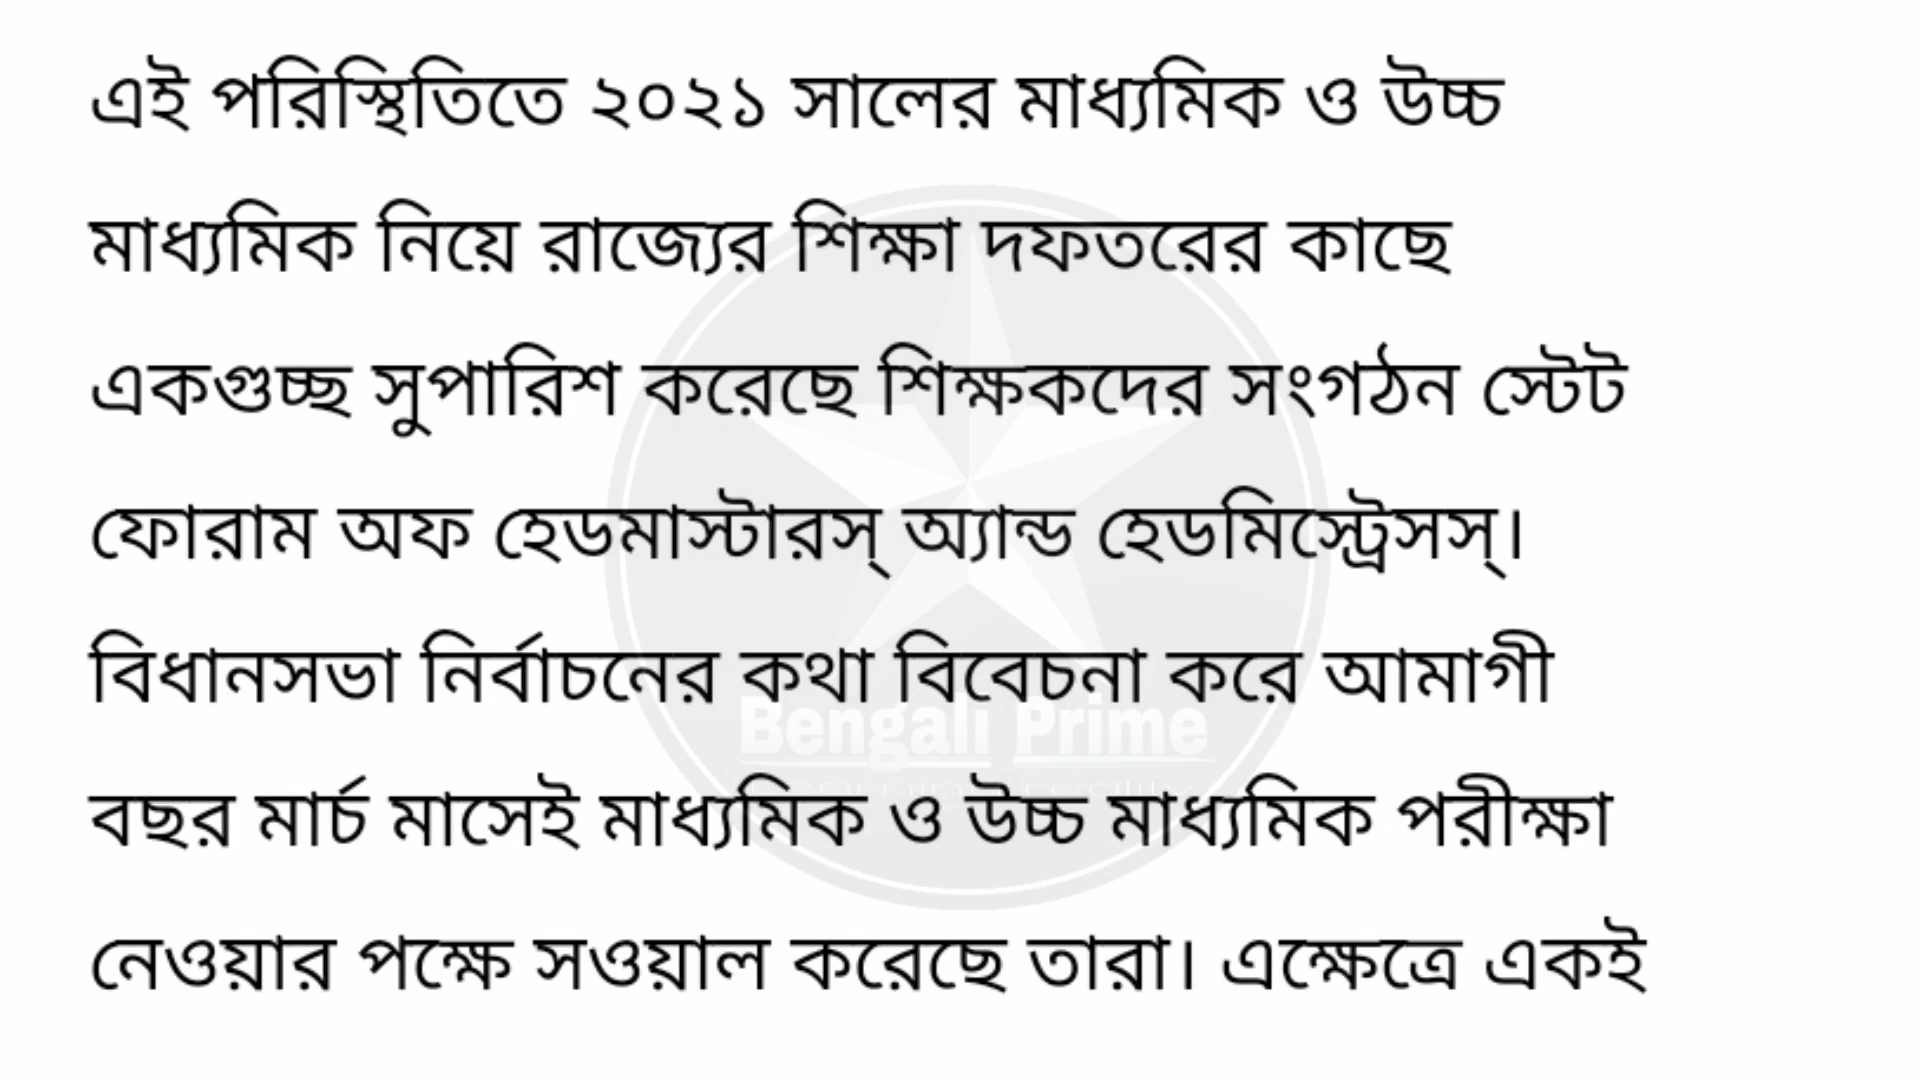 এই পরিস্থিতিতে ২০২১ সালের মাধ্যমিক ও উচ্চ
মাধ্যমিক নিয়ে রাজ্যের শিক্ষা দফতরের কাছে
একগুচ্ছ সুপারিশ করেছে শিক্ষকদের সংগঠন স্টেট
ফোরাম অফ হেডমাস্টারস্ অ্যান্ড হেডমিস্ট্রেসস্।
বিধানসভা নির্বাচনের কথা বিবেচনা করে আমাগী
Bengali Prime
বছর মার্চ মাসেই মাধ্যমিক ও উচ্চ মাধ্যমিক পরীক্ষা
নেওয়ার পক্ষে সওয়াল করেছে তারা। এক্ষেত্রে একই